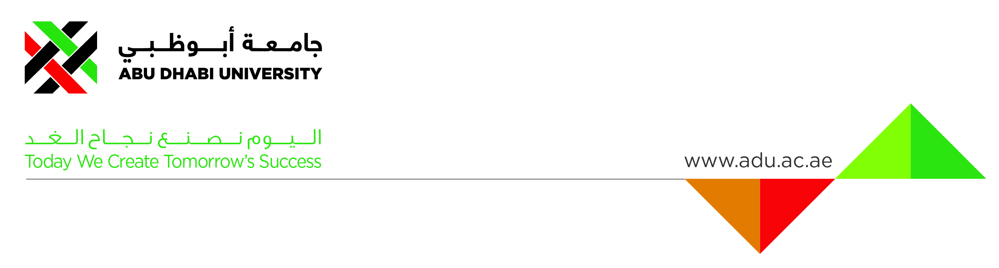 جامعة أبوظبي
ABU DHABI UNIVERSITY
اليوم نصنع نجاح الغد
Today We Create Tomorrow's Success
www.adu.ac.ae